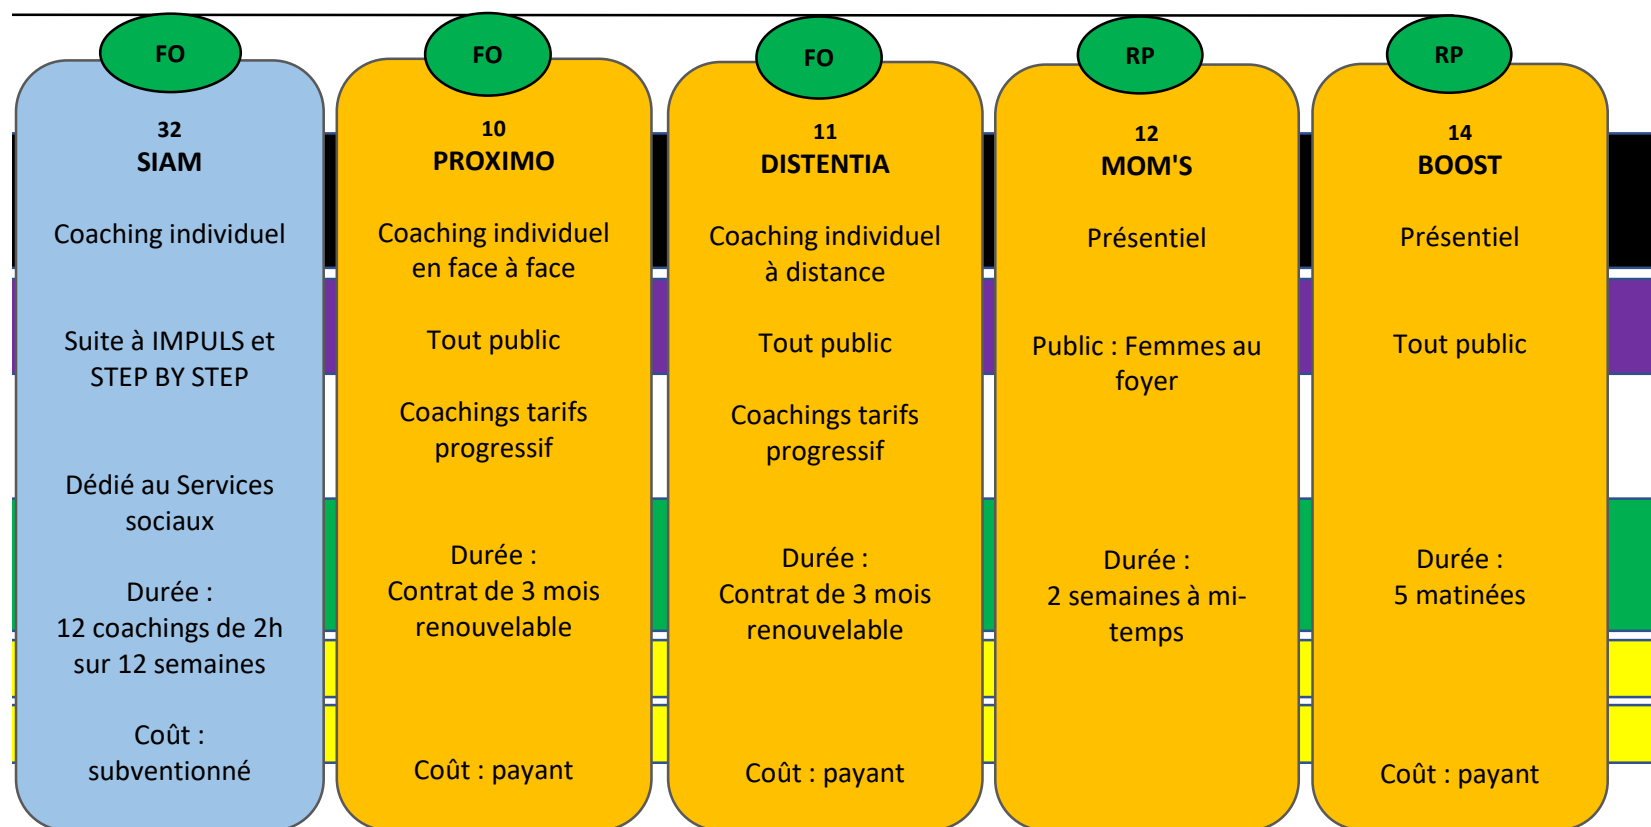 FO
32
SIAM
Coaching individuel
Suite à IMPULS et
STEP BY STEP
Dédié au Services
sociaux
Durée :
12 coachings de 2h
sur 12 semaines
Coût :
subventionné
FO
10
PROXIMO
Coaching individuel
en face à face
Tout public
Coachings tarifs
progressif
Durée :
Contrat de 3 mois
renouvelable
Coût : payant
FO
11
DISTENTIA
Coaching individuel
à distance
Tout public
Coachings tarifs
progressif
Durée :
Contrat de 3 mois
renouvelable
Coût : payant
RP
12
MOM'S
Présentiel
Public : Femmes au
foyer
Durée :
2 semaines à mi-
temps
RP
14
BOOST
Présentiel
Tout public
Durée :
5 matinées
Coût : payant